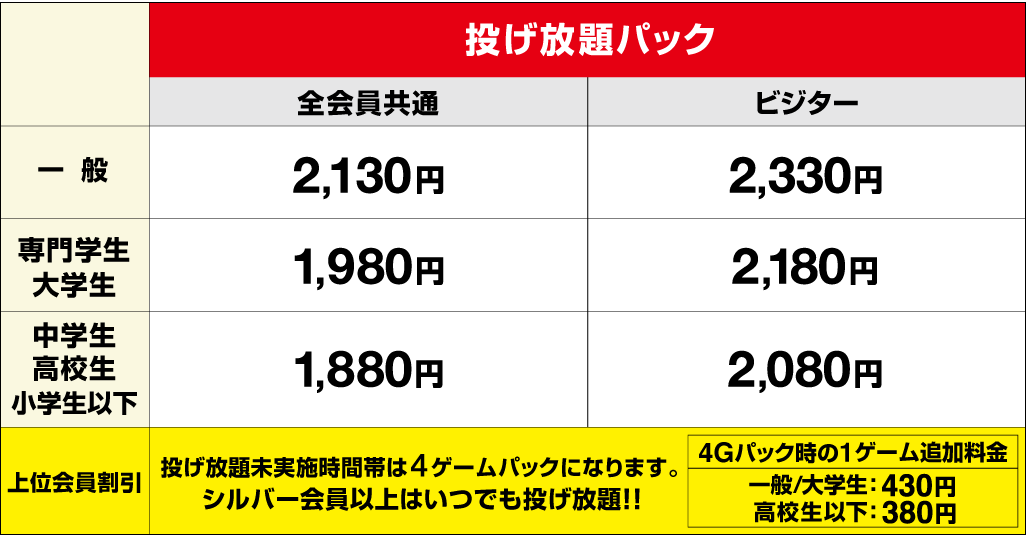 投げ放題パック
全会員共通 ビジター
一般 2,130円 2,330円
専門学生
大学生
1,980円 2,180円
中学生
高校生
小学生以下
1,880円 2,080円
上位会員割引
投げ放題未実施時間帯は4ゲームパックになります。
シルバー会員以上はいつでも投げ放題!!
4Gパック時の1ゲーム追加料金
一般/大学生：430円
高校生以下：380円